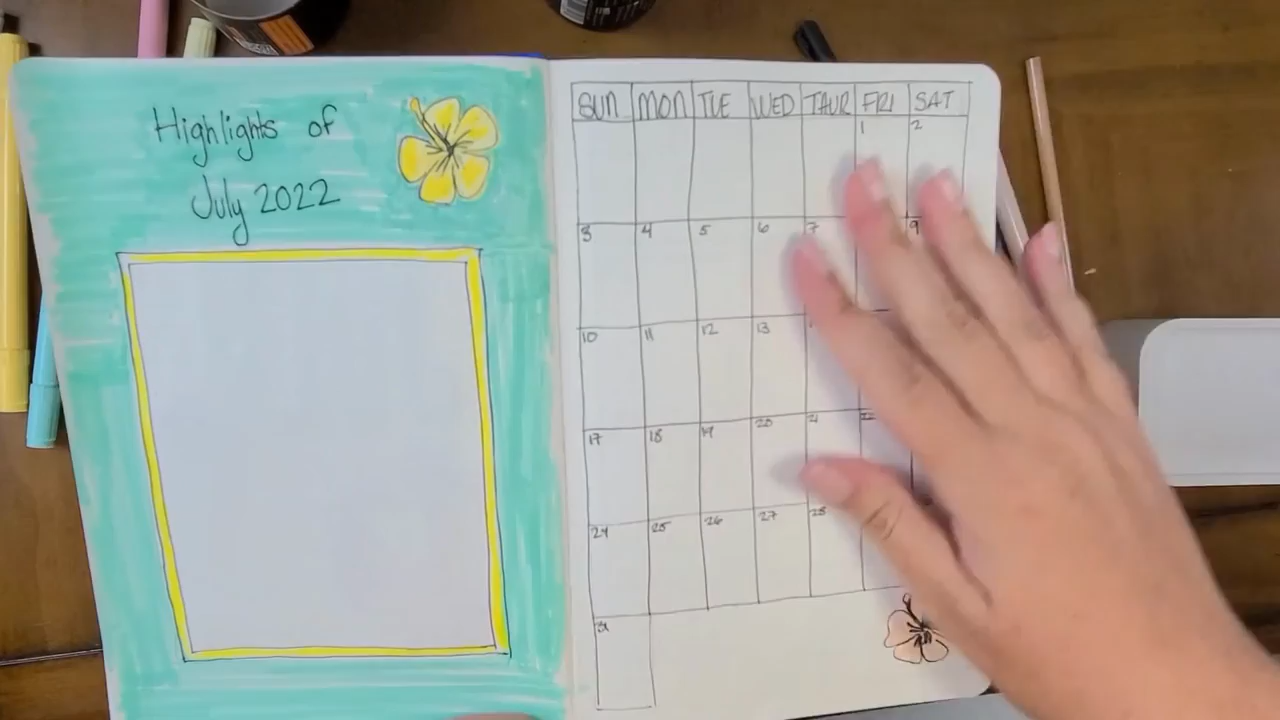 Highlights of
July 2022
SUN MON TUE WED THUR FRI SAT
1 2
3 4 5 6 7 9
10 11 12 13
17 18 19 20 21 22
24 25 26 27 28
31